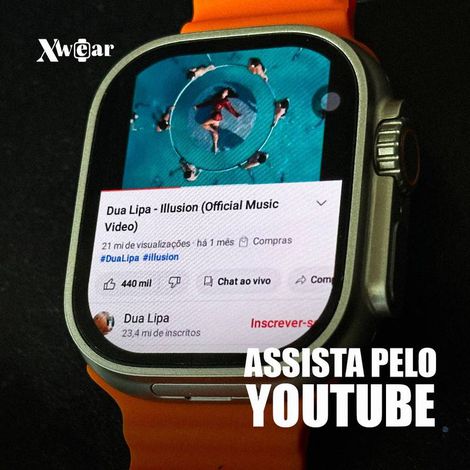 Xwear
Dua Lipa - Illusion (Official Music
Video)
21 mi de visualizações · há 1 mês Compras
#DuaLipa #illusion
440 mil Chat ao vivo Comp
Dua Lipa
23,4 mi de inscritos Inscrever-se
ASSISTA PELO
YOUTUBE